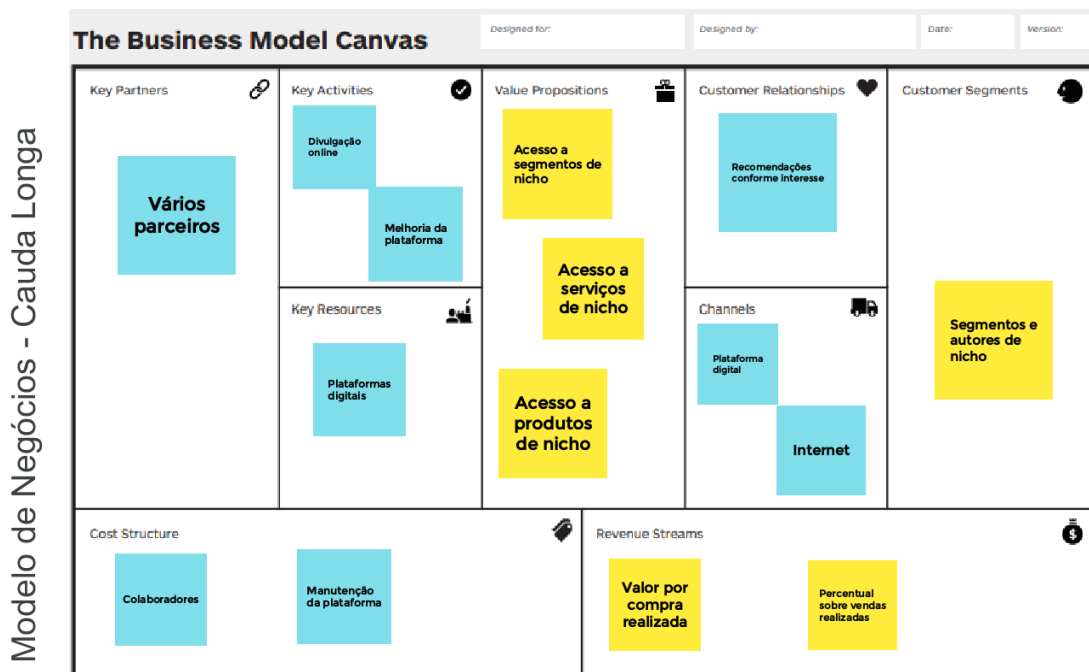 Modelo de Negócios - Cauda Longa
The Business Model Canvas
Designed for:
Designed by:
Date:
Version:
Key Partners
Vários
parceiros
Key Activities
Divulgação
online
Melhoria da
plataforma
Key Resources
Plataformas
digitais
Value Propositions
Acesso a
segmentos de
nicho
Acesso a
serviços
de nicho
Acesso a
produtos
de nicho
Customer Relationships
Recomendações
conforme interesse
Channels
Plataforma
digital
Internet
Customer Segments
Segmentos e
autores de
nicho
Cost Structure
Colaboradores
Manutenção
da plataforma
Revenue Streams
Valor por
compra
realizada
Percentual
sobre vendas
realizadas